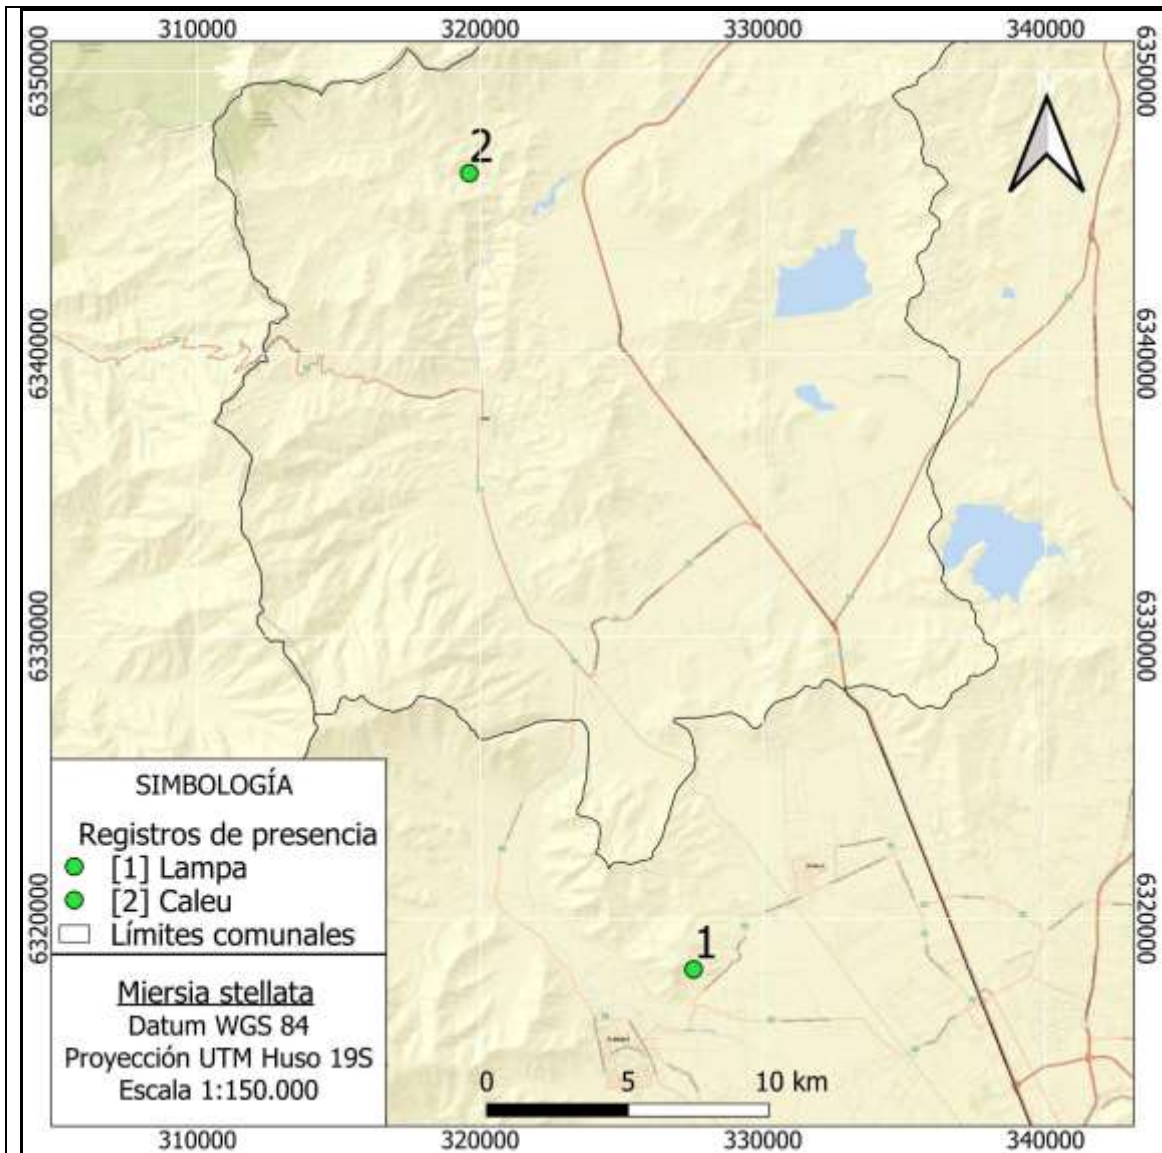 310000 320000 330000 340000
6350000
6350000
2
6340000
6340000
6330000
6330000
SIMBOLOGÍA
Registros de presencia
[1] Lampa
[2] Caleu
Límites comunales
6320000
6320000
1
Miersia stellata
Datum WGS 84
Proyección UTM Huso 19S
Escala 1:150.000
0 5 10 km
310000 320000 330000 340000